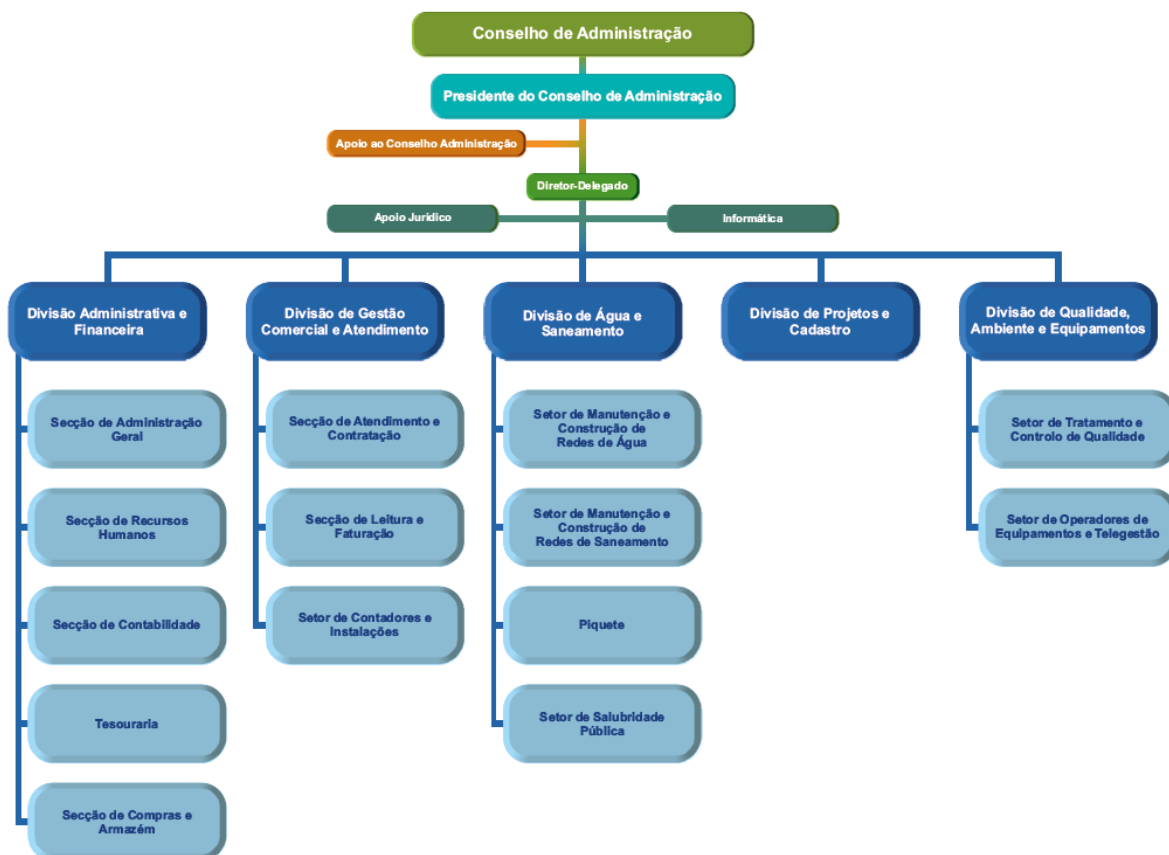 Conselho de Administração
Presidente do Conselho de Administração
Apoio ao Conselho Administração
Diretor-Delegado
Apoio Jurídico
Informática
Divisão Administrativa e
Financeira
Divisão de Gestão
Comercial e Atendimento
Divisão de Água e
Saneamento
Divisão de Projetos e
Cadastro
Divisão de Qualidade,
Ambiente e Equipamentos
Secção de Administração
Geral
Secção de Recursos
Humanos
Secção de Contabilidade
Tesouraria
Secção de Compras e
Armazém
Secção de Atendimento e
Contratação
Secção de Leitura e
Faturação
Setor de Contadores e
Instalações
Setor de Manutenção e
Construção de
Redes de Água
Setor de Manutenção e
Construção de
Redes de Saneamento
Piquete
Setor de Salubridade
Pública
Setor de Tratamento e
Controlo de Qualidade
Setor de Operadores de
Equipamentos e Telegestão